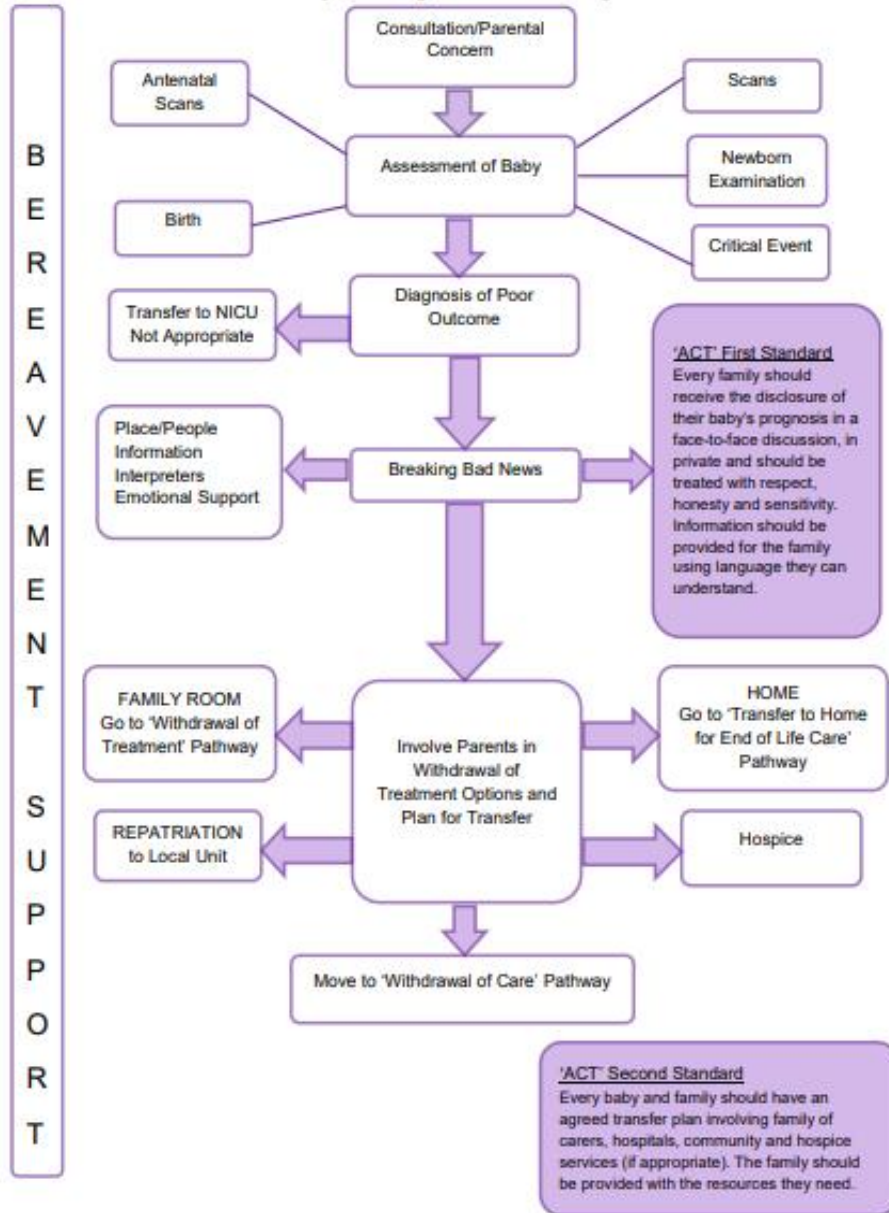 BEREAVEMENT SUPPORT
Consultation/Parental
Concern
Antenatal
Scans
Scans
Assessment of Baby
Newborn
Examination
Birth
Critical Event
Diagnosis of Poor
Outcome
Transfer to NICU
Not Appropriate
'ACT' First Standard
Every family should
receive the disclosure of
their baby's prognosis in a
face-to-face discussion, in
private and should be
treated with respect,
honesty and sensitivity.
Information should be
provided for the family
using language they can
understand.
Place/People
Information
Interpreters
Emotional Support
Breaking Bad News
FAMILY ROOM
Go to 'Withdrawal of
Treatment' Pathway
HOME
Go to 'Transfer to Home
for End of Life Care'
Pathway
Involve Parents in
Withdrawal of
Treatment Options and
Plan for Transfer
REPATRIATION
to Local Unit
Hospice
Move to 'Withdrawal of Care' Pathway
'ACT' Second Standard
Every baby and family should have an
agreed transfer plan involving family of
carers, hospitals, community and hospice
services (if appropriate). The family should
be provided with the resources they need.